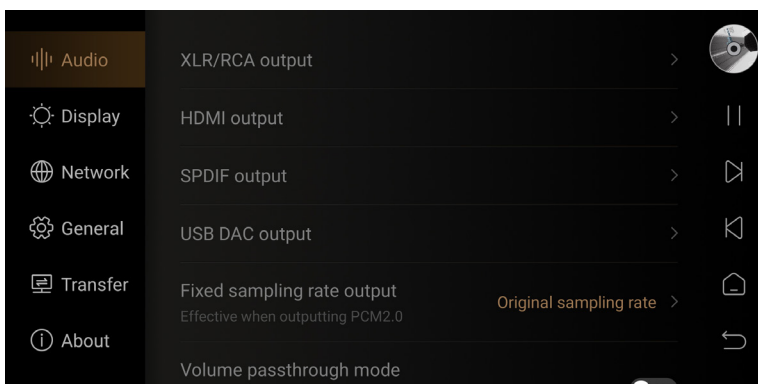 Audio
Display
Network
General
Transfer
About
XLR/RCA output
HDMI output
SPDIF output
USB DAC output
Fixed sampling rate output
Effective when outputting PCM2.0
Original sampling rate
Volume passthrough mode